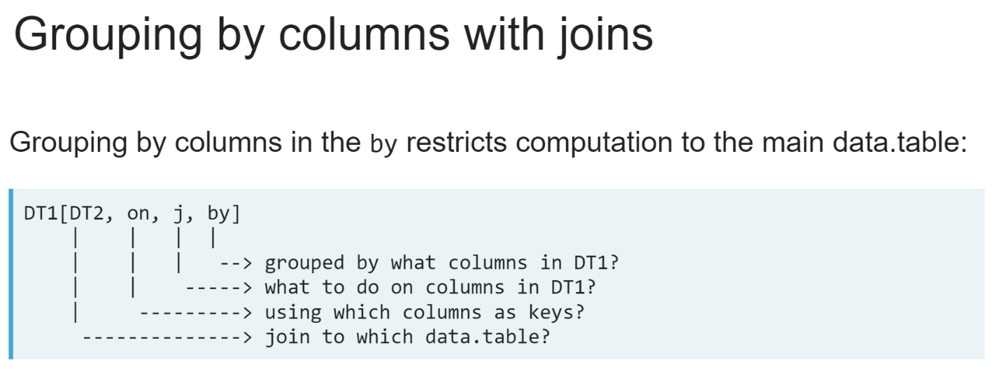 Grouping by columns with joins
Grouping by columns in the by restricts computation to the main data.table:
DT1[DT2, on, j, by]
      |    |   |  |
      |    |   |   --> grouped by what columns in DT1?
      |    |    -----> what to do on columns in DT1?
      |     ---------> using which columns as keys?
       --------------> join to which data.table?